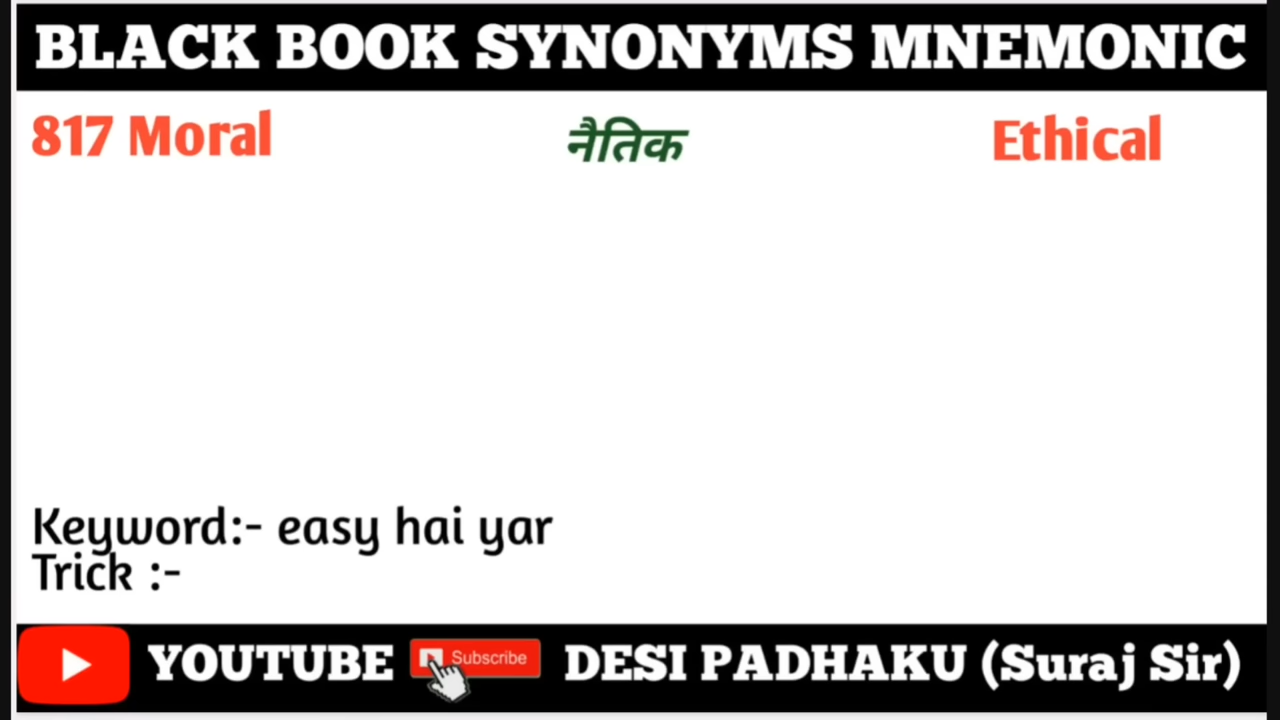 BLACK BOOK SYNONYMS MNEMONIC
817 Moral नैतिक Ethical
Keyword:- easy hai yar
Trick :-
YOUTUBE Subscribe DESI PADHAKU (Suraj Sir)